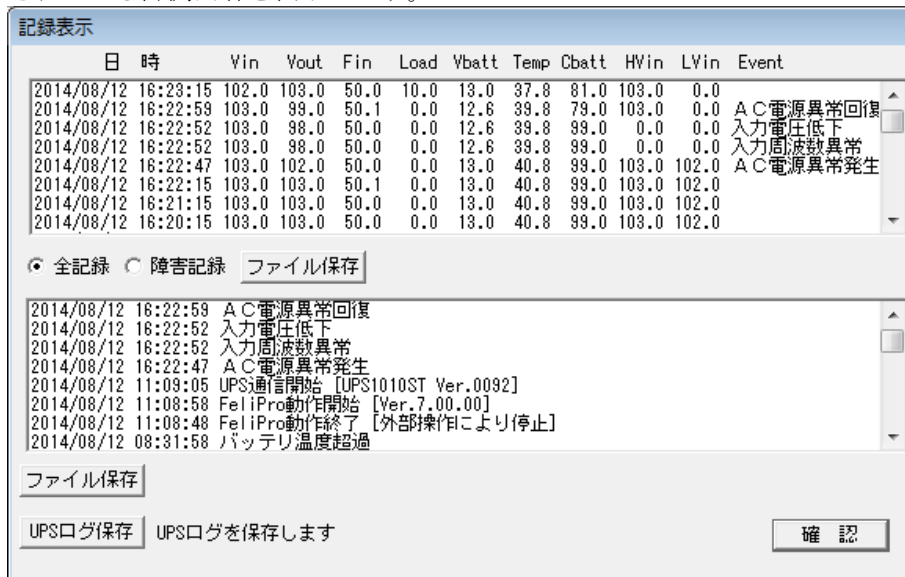 記録表示
日 時 Vin Vout Fin Load Vbatt Temp Cbatt HVin LVin Event
2014/08/12 16:23:15 102.0 103.0 50.0 10.0 13.0 37.8 81.0 103.0 0.0
2014/08/12 16:22:59 103.0 99.0 50.1 0.0 12.6 39.8 79.0 103.0 0.0 AC電源異常回復
2014/08/12 16:22:52 103.0 98.0 50.0 0.0 12.6 39.8 99.0 0.0 0.0 入力電圧低下
2014/08/12 16:22:52 103.0 98.0 50.0 0.0 12.6 39.8 99.0 0.0 0.0 入力周波数異常
2014/08/12 16:22:47 103.0 102.0 50.0 0.0 13.0 40.8 99.0 103.0 102.0 AC電源異常発生
2014/08/12 16:22:15 103.0 103.0 50.1 0.0 13.0 40.8 99.0 103.0 102.0
2014/08/12 16:21:15 103.0 103.0 50.0 0.0 13.0 40.8 99.0 103.0 102.0
2014/08/12 16:20:15 103.0 103.0 50.0 0.0 13.0 40.8 99.0 103.0 102.0
全記録 障害記録 ファイル保存
2014/08/12 16:22:59 AC電源異常回復
2014/08/12 16:22:52 入力電圧低下
2014/08/12 16:22:52 入力周波数異常
2014/08/12 16:22:47 AC電源異常発生
2014/08/12 11:09:05 UPS通信開始 [UPS1010ST Ver.0092]
2014/08/12 11:08:58 FeliPro動作開始 [Ver.7.00.00]
2014/08/12 11:08:48 FeliPro動作終了 [外部操作により停止]
2014/08/12 08:31:58 バッテリ温度超過
ファイル保存
UPSログ保存 UPSログを保存します 確 認